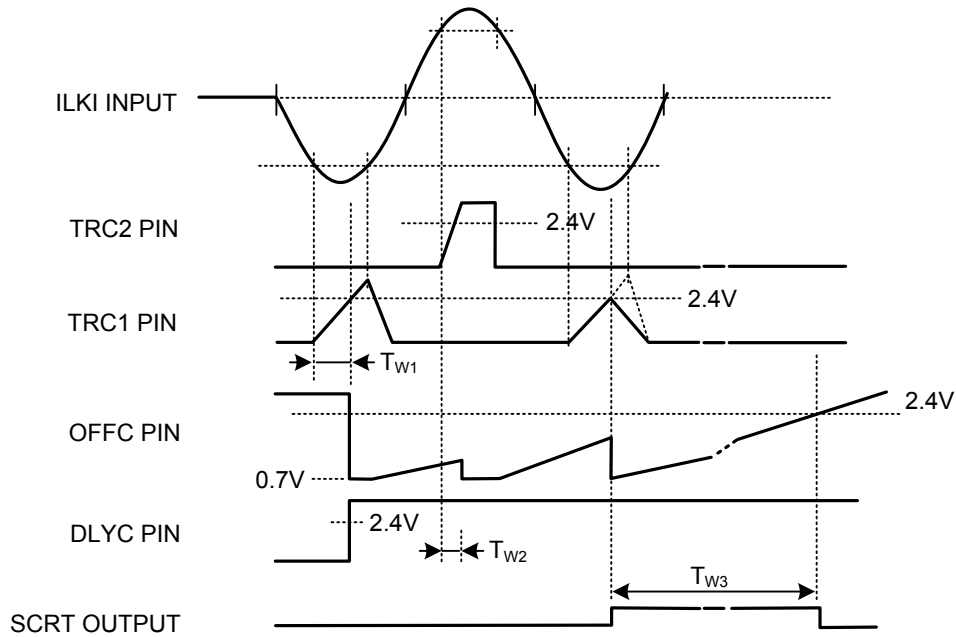 ILKI INPUT
TRC2 PIN
2.4V
2.4V
TRC1 PIN
TW1
2.4V
OFFC PIN
0.7V
2.4V
DLYC PIN
TW2
TW3
SCRT OUTPUT